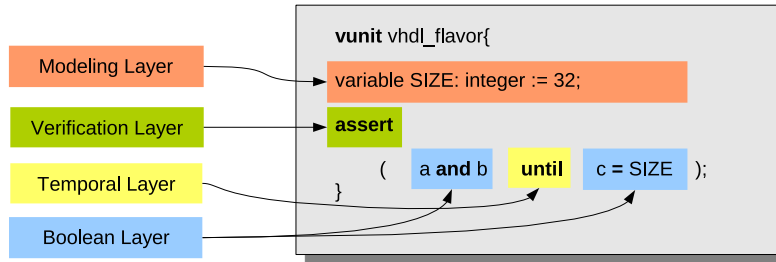 vunit vhdl_flavor{
Modeling Layer
variable SIZE: integer := 32;
Verification Layer
assert
( a and b until c = SIZE );
Temporal Layer
}
Boolean Layer